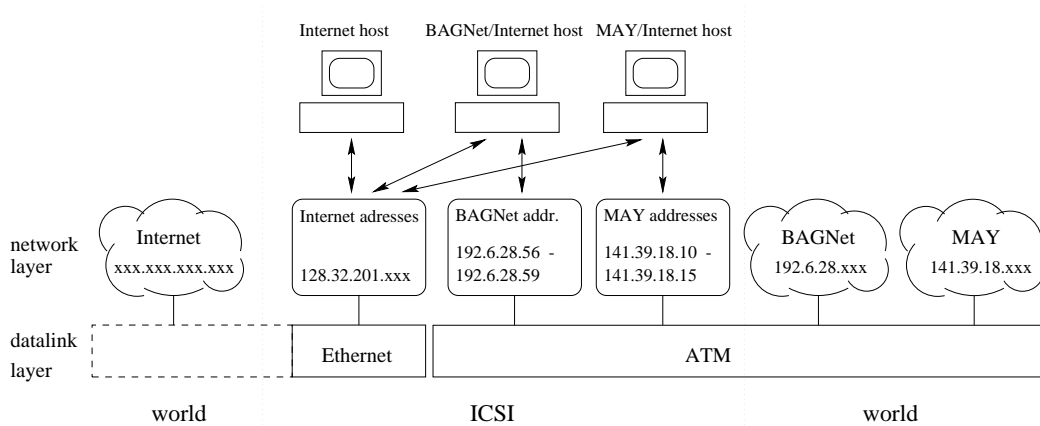 Internet host
BAGNet/Internet host
MAY/Internet host
network
layer
Internet
xxx.xxx.xxx.xxx
Internet adresses
128.32.201.xxx
BAGNet addr.
192.6.28.56 -
192.6.28.59
MAY addresses
141.39.18.10 -
141.39.18.15
BAGNet
192.6.28.xxx
MAY
141.39.18.xxx
datalink
layer
Ethernet
ATM
world
ICSI
world